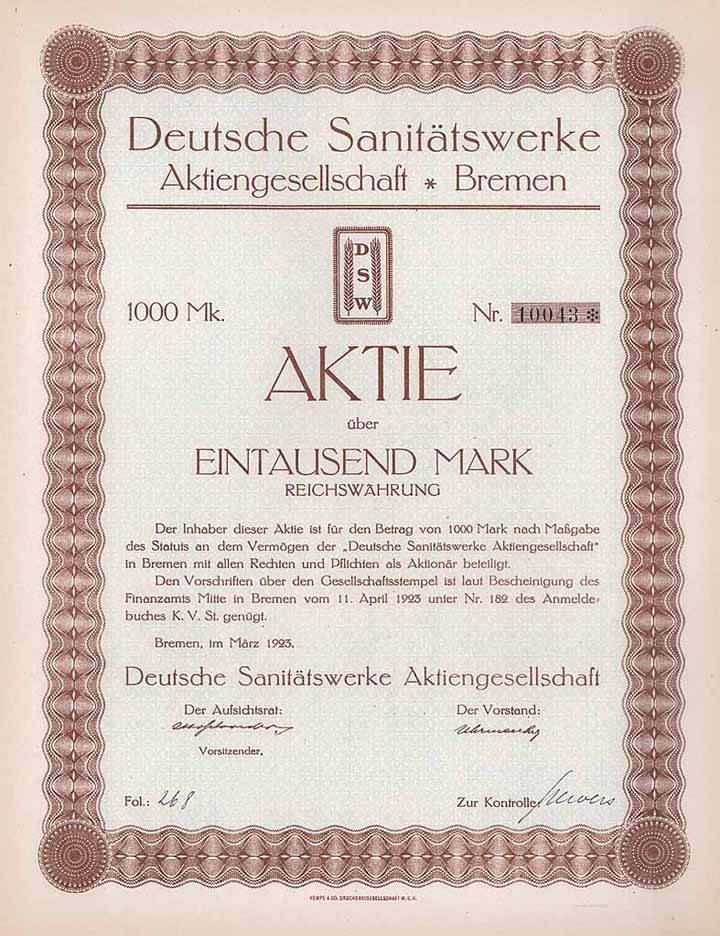 Deutsche Sanitätswerke
Aktiengesellschaft * Bremen
D
S
W
1000 Mk.
Nr. 10043 *
AKTIE
über
EINTAUSEND MARK
REICHSWÄHRUNG
Der Inhaber dieser Aktie ist für den Betrag von 1000 Mark nach Maßgabe
des Statuts an dem Vermögen der „Deutsche Sanitätswerke Aktiengesellschaft"
in Bremen mit allen Rechten und Pflichten als Aktionär beteiligt.
Den Vorschriften über den Gesellschaftsstempel ist laut Bescheinigung des
Finanzamts Mitte in Bremen vom 11. April 1923 unter Nr. 182 des Anmelde-
buches K. V. St. genügt.
Bremen, im März 1923.
Deutsche Sanitätswerke Aktiengesellschaft
Der Aufsichtsrat:
Der Vorstand:
Vorsitzender.
Fol.: 268
Zur Kontrolle: